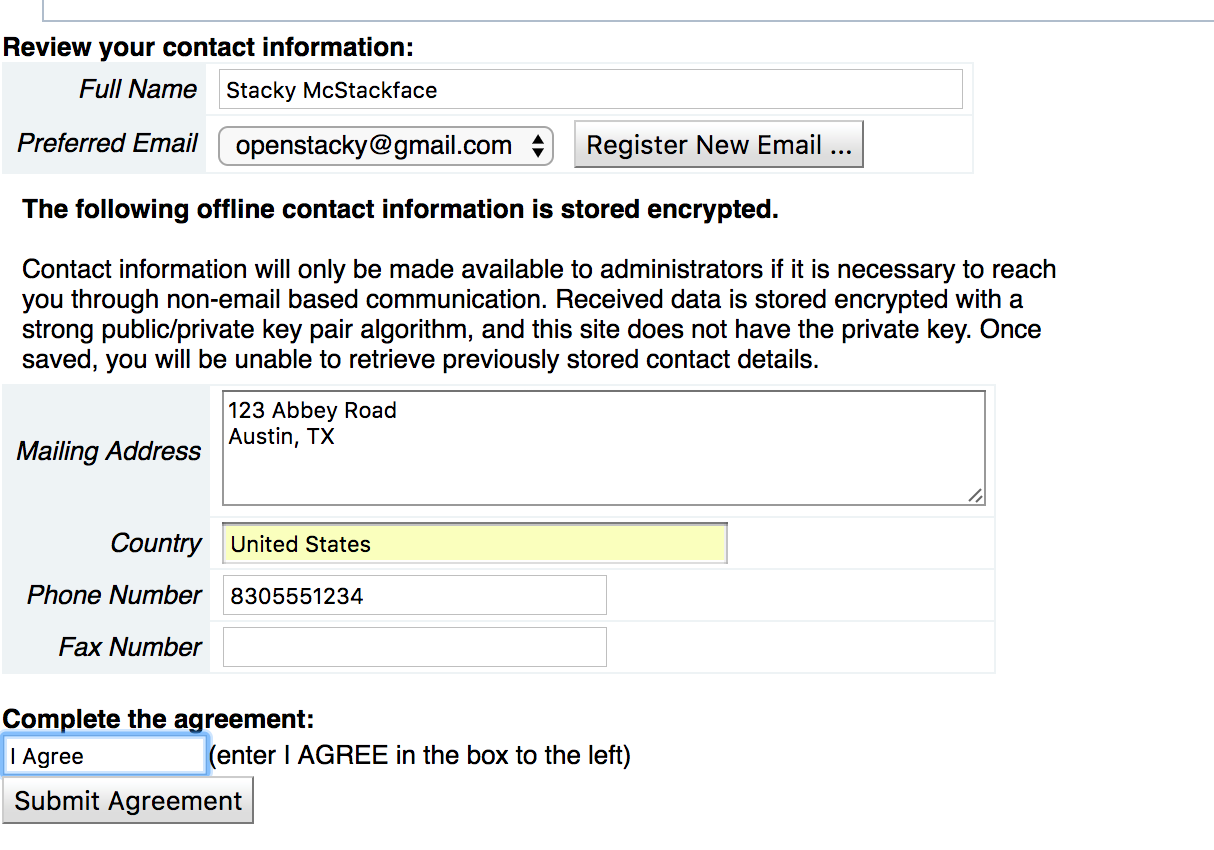 Review your contact information:
Full Name Stacky McStackface
Preferred Email openstacky@gmail.com Register New Email ...
The following offline contact information is stored encrypted.
Contact information will only be made available to administrators if it is necessary to reach
you through non-email based communication. Received data is stored encrypted with a
strong public/private key pair algorithm, and this site does not have the private key. Once
saved, you will be unable to retrieve previously stored contact details.
Mailing Address
123 Abbey Road
Austin, TX
Country United States
Phone Number 8305551234
Fax Number
Complete the agreement:
I Agree (enter I AGREE in the box to the left)
Submit Agreement